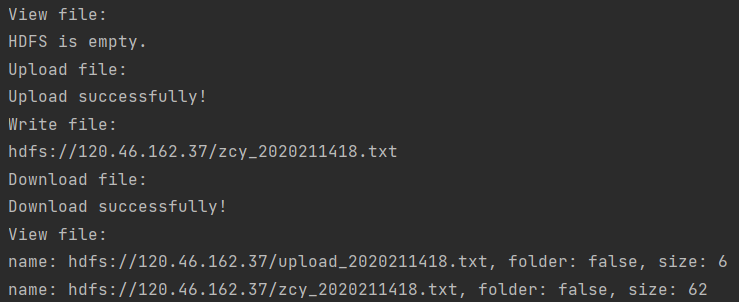 View file:
HDFS is empty.
Upload file:
Upload successfully!
Write file:
hdfs://120.46.162.37/zcy_2020211418.txt
Download file:
Download successfully!
View file:
name: hdfs://120.46.162.37/upload_2020211418.txt, folder: false, size: 6
name: hdfs://120.46.162.37/zcy_2020211418.txt, folder: false, size: 62